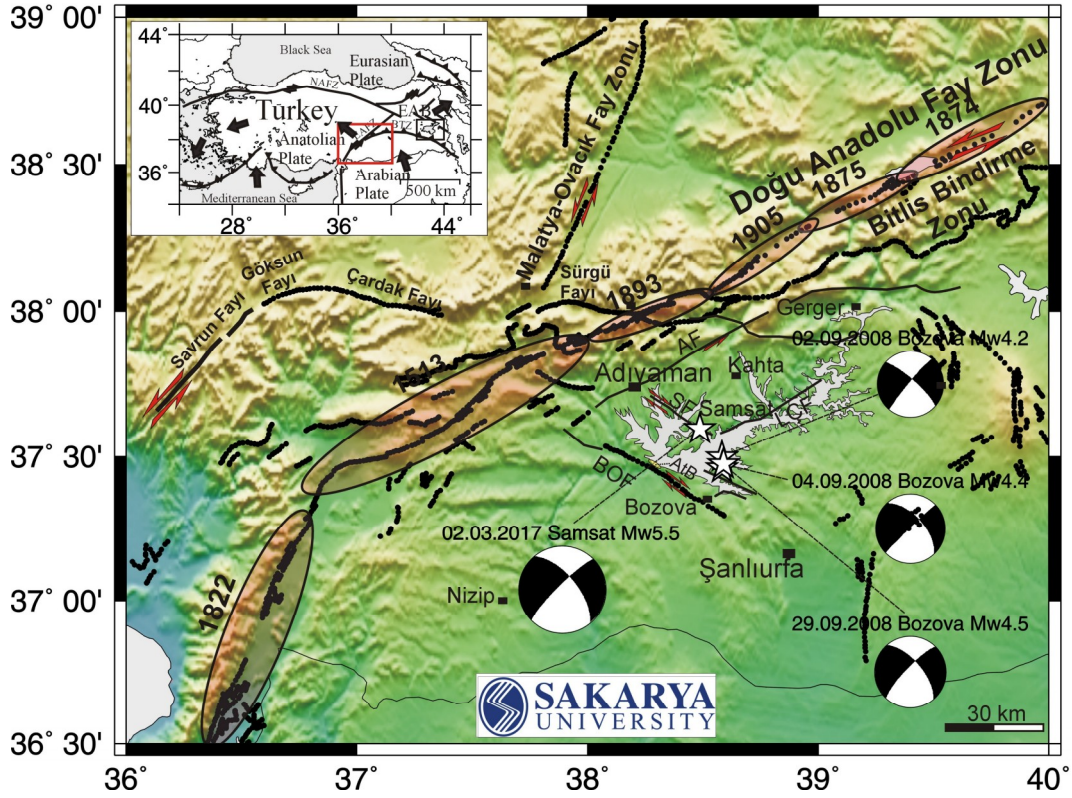 39° 00'
38° 30'
38° 00'
37° 30'
37° 00'
36° 30'
36°
37°
38°
39°
40°
44°
40°
36°
28
36
44
Black Sea
Eurasian
Plate
NAFZ
Turkey
EAB
BTZ
Anatolian
Plate
Arabian
Plate
500 km
Mediterranean Sea
Malatya-Ovacık Fay Zonu
Doğu Anadolu Fay Zonu
1874
1875
1905
Bitlis Bindirme
Zonu
Göksun
Fayı
Savrun Fayı
Çardak Fayı
Sürgü
Fayı
1893
1822
Gerger
02.09.2008 Bozova Mw4.2
AF
Kahta
Adıyaman
SF
Samsat
BOF
AtB
Bozova
04.09.2008 Bozova Mw4.4
02.03.2017 Samsat Mw5.5
Şanlıurfa
Nizip
29.09.2008 Bozova Mw4.5
SAKARYA
UNIVERSITY
30 km